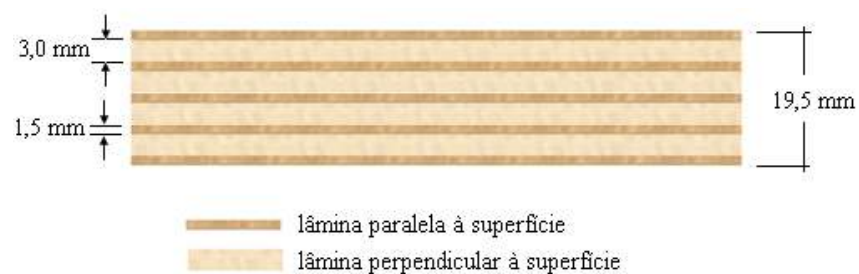 3,0 mm
19,5 mm
1,5 mm
lâmina paralela à superfície
lâmina perpendicular à superfície